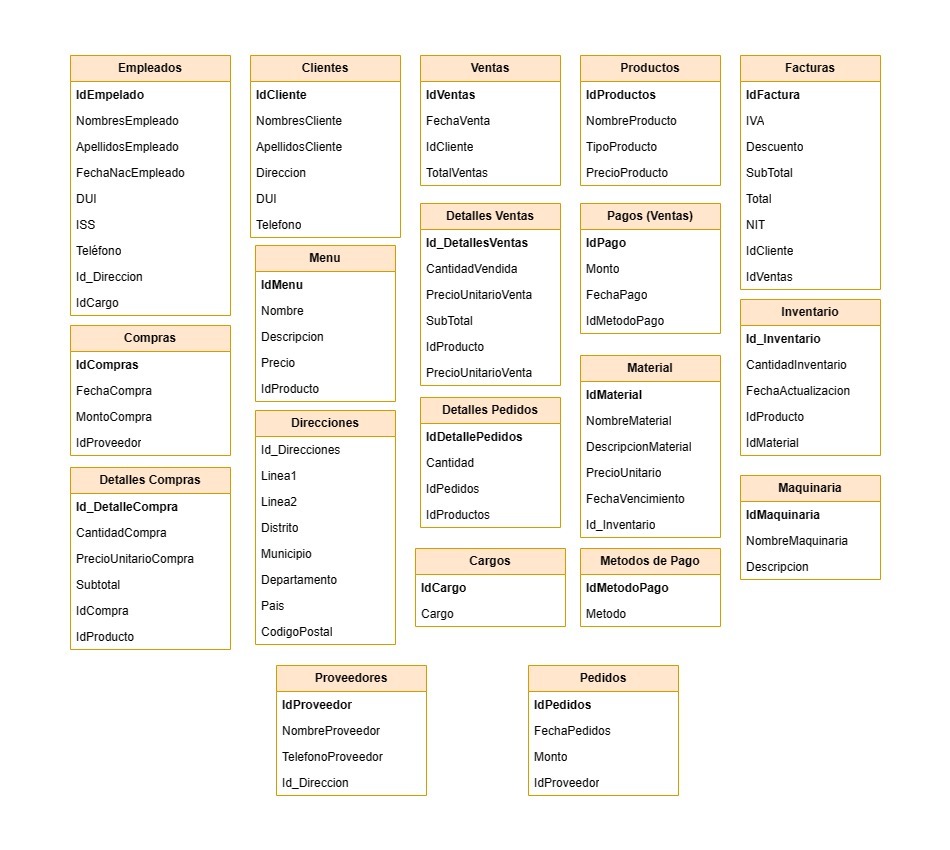 Empleados
IdEmpelado
NombresEmpleado
ApellidosEmpleado
FechaNacEmpleado
DUI
ISS
Teléfono
Id_Direccion
IdCargo
Compras
IdCompras
FechaCompra
MontoCompra
IdProveedor
Detalles Compras
Id_DetalleCompra
CantidadCompra
PrecioUnitarioCompra
Subtotal
IdCompra
IdProducto
Clientes
IdCliente
NombresCliente
ApellidosCliente
Direccion
DUI
Telefono
Menu
IdMenu
Nombre
Descripcion
Precio
IdProducto
Direcciones
Id_Direcciones
Linea1
Linea2
Distrito
Municipio
Departamento
Pais
CodigoPostal
Ventas
IdVentas
FechaVenta
IdCliente
TotalVentas
Detalles Ventas
Id_DetallesVentas
CantidadVendida
PrecioUnitarioVenta
SubTotal
IdProducto
PrecioUnitarioVenta
Detalles Pedidos
IdDetallePedidos
Cantidad
IdPedidos
IdProductos
Cargos
IdCargo
Cargo
Productos
IdProductos
NombreProducto
TipoProducto
PrecioProducto
Pagos (Ventas)
IdPago
Monto
FechaPago
IdMetodoPago
Material
IdMaterial
NombreMaterial
DescripcionMaterial
PrecioUnitario
FechaVencimiento
Id_Inventario
Metodos de Pago
IdMetodoPago
Metodo
Facturas
IdFactura
IVA
Descuento
SubTotal
Total
NIT
IdCliente
IdVentas
Inventario
Id_Inventario
CantidadInventario
FechaActualizacion
IdProducto
IdMaterial
Maquinaria
IdMaquinaria
NombreMaquinaria
Descripcion
Proveedores
IdProveedor
NombreProveedor
TelefonoProveedor
Id_Direccion
Pedidos
IdPedidos
FechaPedidos
Monto
IdProveedor